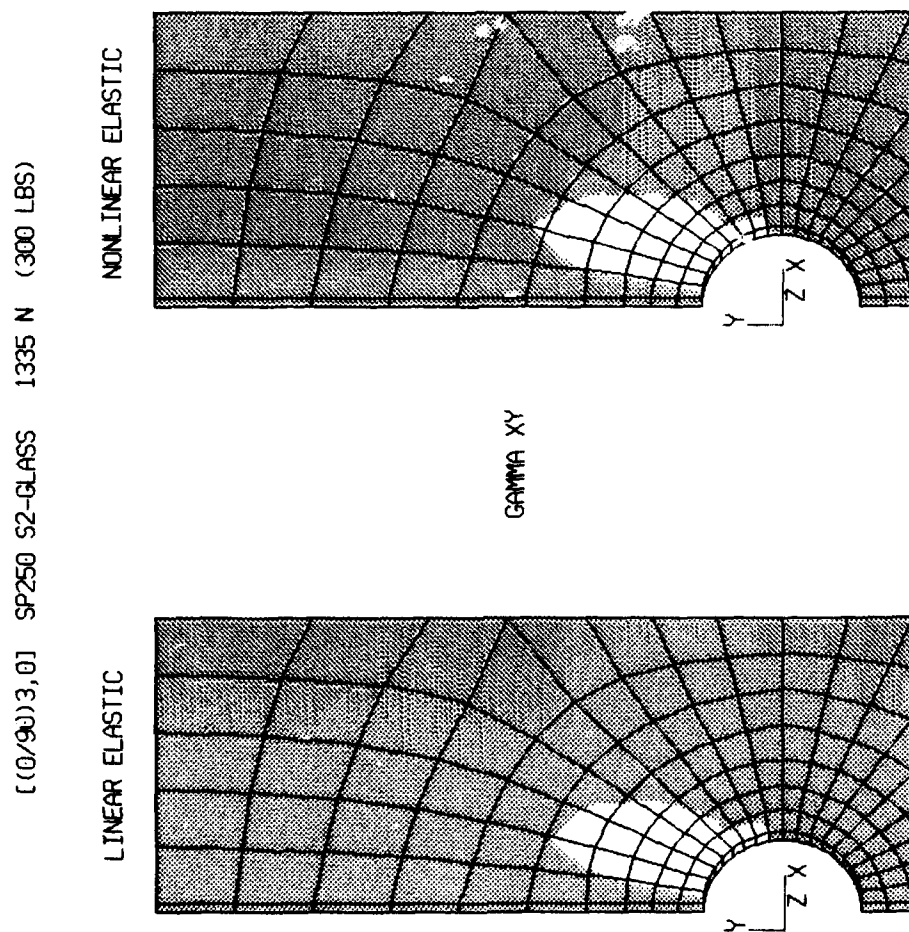 [(0/90)3,0] SP250 S2-GLASS 1335 N (300 LBS)
LINEAR ELASTIC
NONLINEAR ELASTIC
GAMMA XY
Y
Z X
Y
Z X